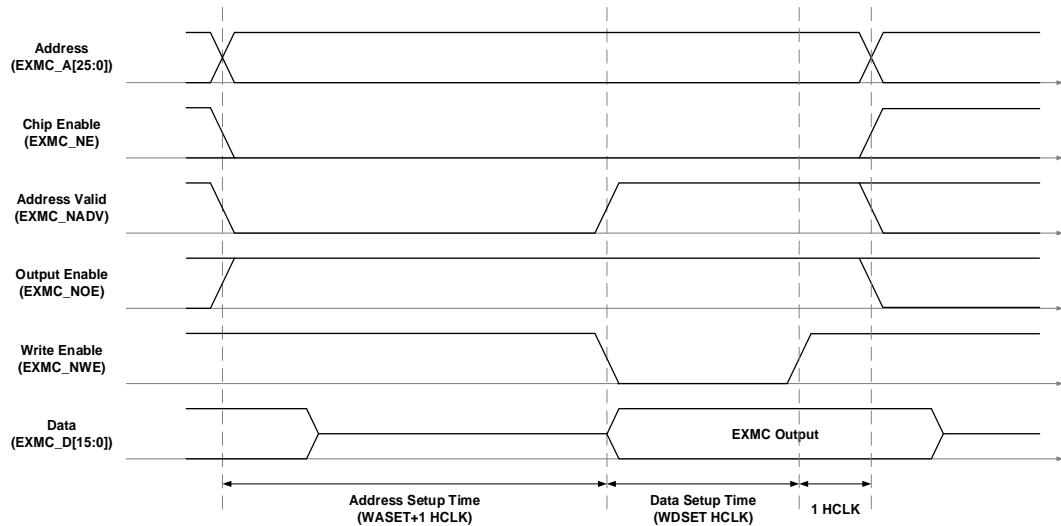 Address
(EXMC_A[25:0])
Chip Enable
(EXMC_NE)
Address Valid
(EXMC_NADV)
Output Enable
(EXMC_NOE)
Write Enable
(EXMC_NWE)
Data
(EXMC_D[15:0])
EXMC Output
Address Setup Time
(WASET+1 HCLK)
Data Setup Time
(WDSET HCLK)
1 HCLK